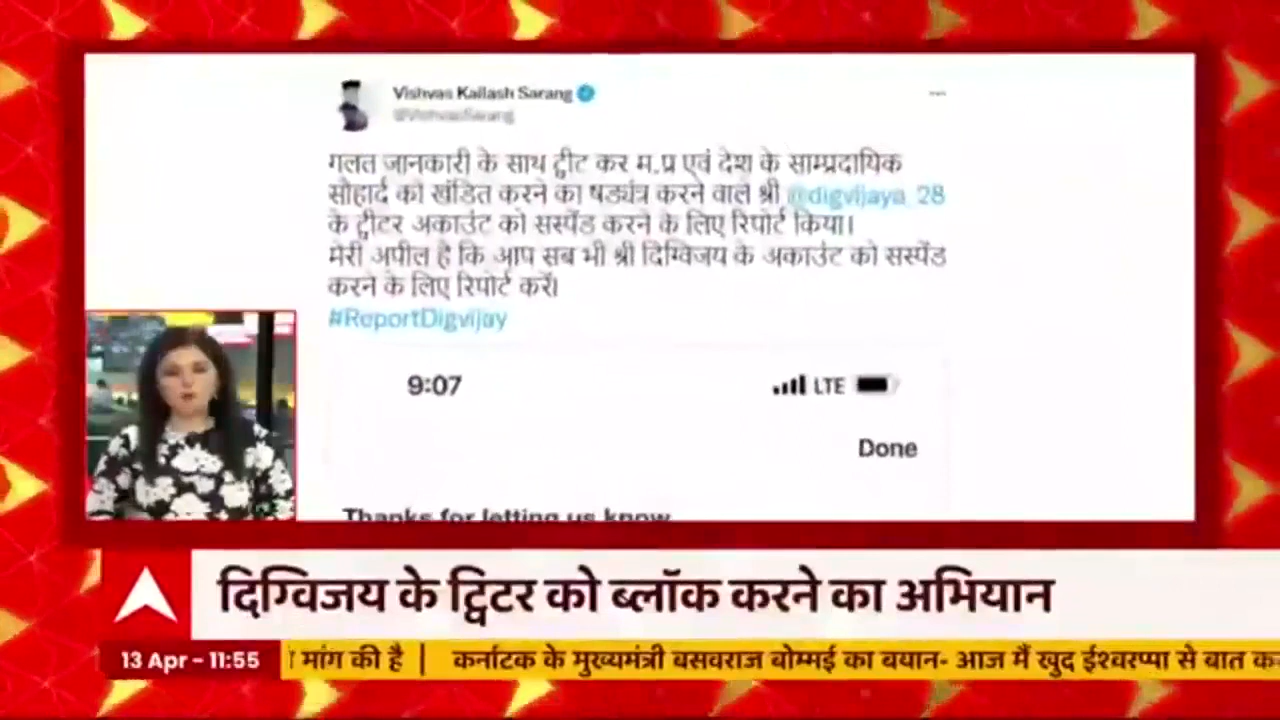 Vishvas Kailash Sarang
@VishvasSarang
गलत जानकारी के साथ ट्वीट कर म.प्र एवं देश के साम्प्रदायिक
सौहार्द को खंडित करने का षड्यंत्र करने वाले श्री @digvijaya_28
के ट्वीटर अकाउंट को सस्पेंड करने के लिए रिपोर्ट किया।
मेरी अपील है कि आप सब भी श्री दिग्विजय के अकाउंट को सस्पेंड
करने के लिए रिपोर्ट करें।
#ReportDigvijay
9:07 LTE
Done
Thanks for letting us know
दिग्विजय के ट्विटर को ब्लॉक करने का अभियान
13 Apr - 11:55 मांग की है | कर्नाटक के मुख्यमंत्री बसवराज बोम्मई का बयान- आज मैं खुद ईश्वरप्पा से बात